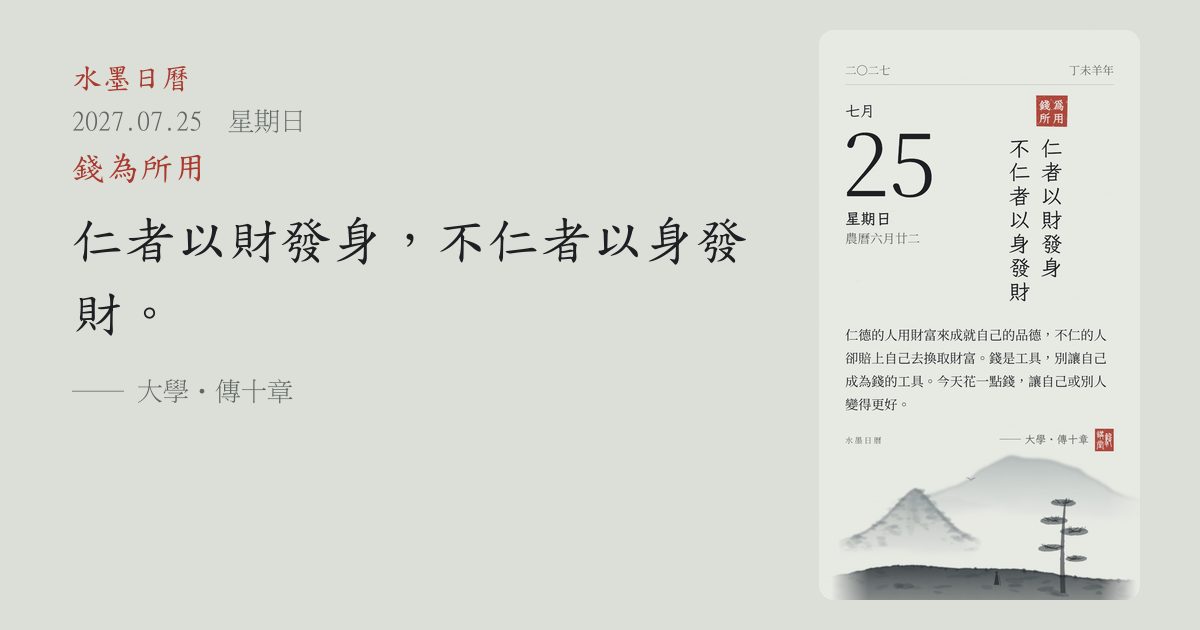 水墨日曆
2027.07.25 星期日
錢為所用
仁者以財發身，不仁者以身發
財。
—— 大學・傳十章
二〇二七
丁未羊年
七月
25
星期日
農曆六月廿二
錢為所用
仁者以財發身
不仁者以身發財
仁德的人用財富來成就自己的品德，不仁的人
卻賠上自己去換取財富。錢是工具，別讓自己
成為錢的工具。今天花一點錢，讓自己或別人
變得更好。
水墨日曆
—— 大學・傳十章